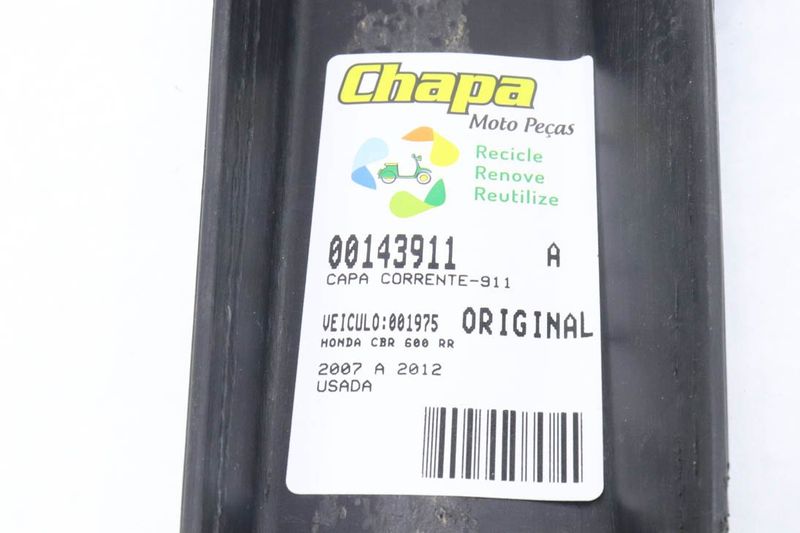 Chapa
Moto Peças
Recicle
Renove
Reutilize
00143911 A
CAPA CORRENTE-911
VEICULO:001975 ORIGINAL
HONDA CBR 600 RR
2007 A 2012
USADA